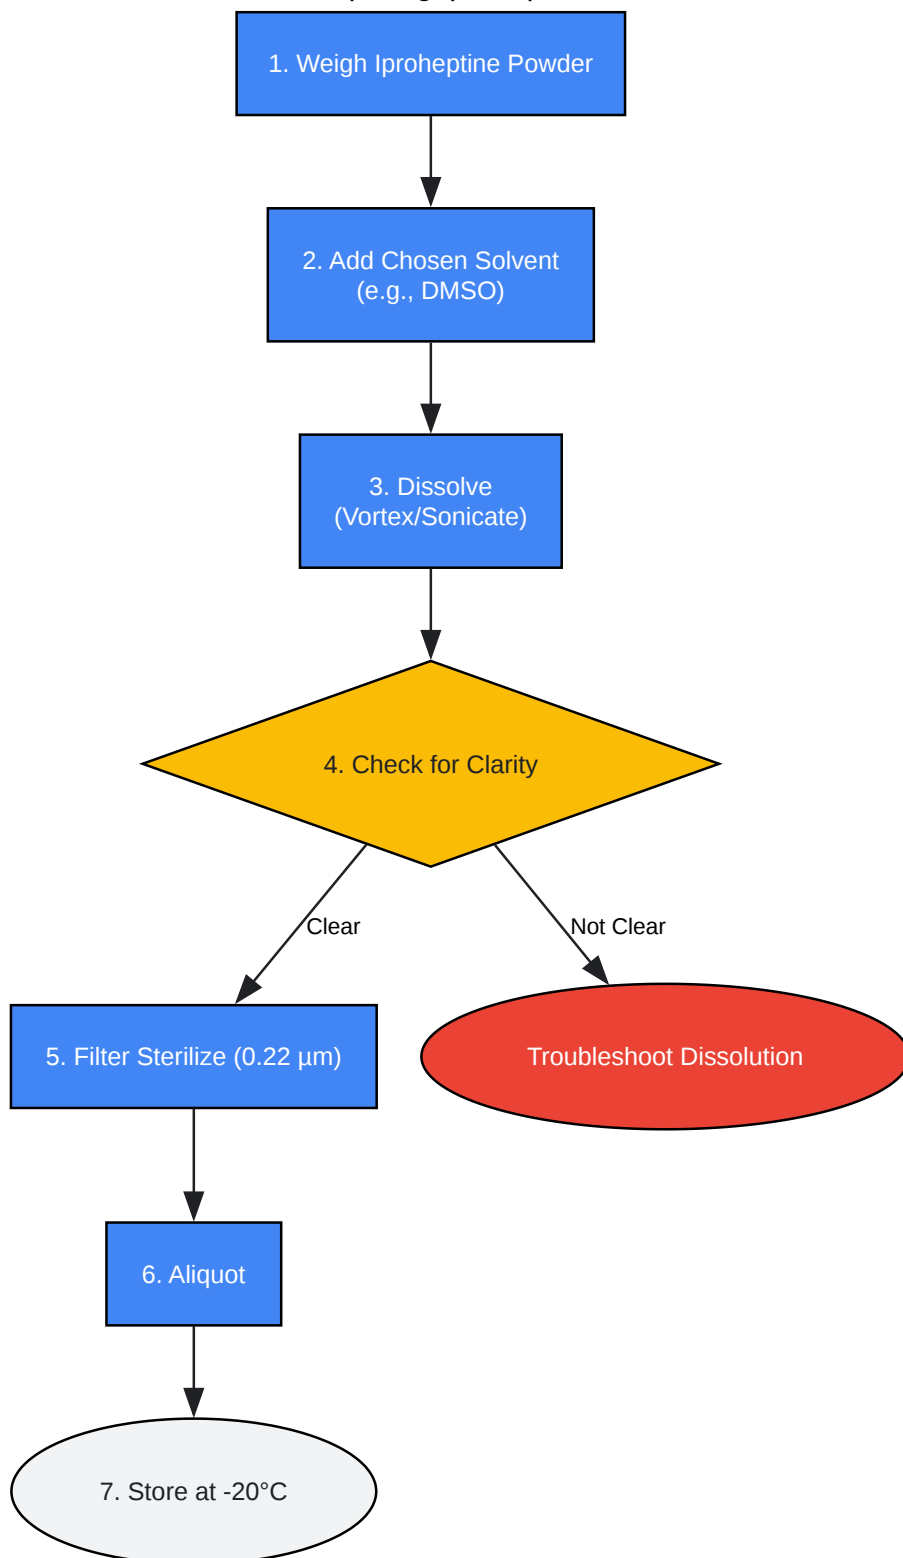 1. Weigh Iproheptine Powder
2. Add Chosen Solvent
(e.g., DMSO)
3. Dissolve
(Vortex/Sonicate)
4. Check for Clarity
Clear
Not Clear
5. Filter Sterilize (0.22 µm)
Troubleshoot Dissolution
6. Aliquot
7. Store at -20°C